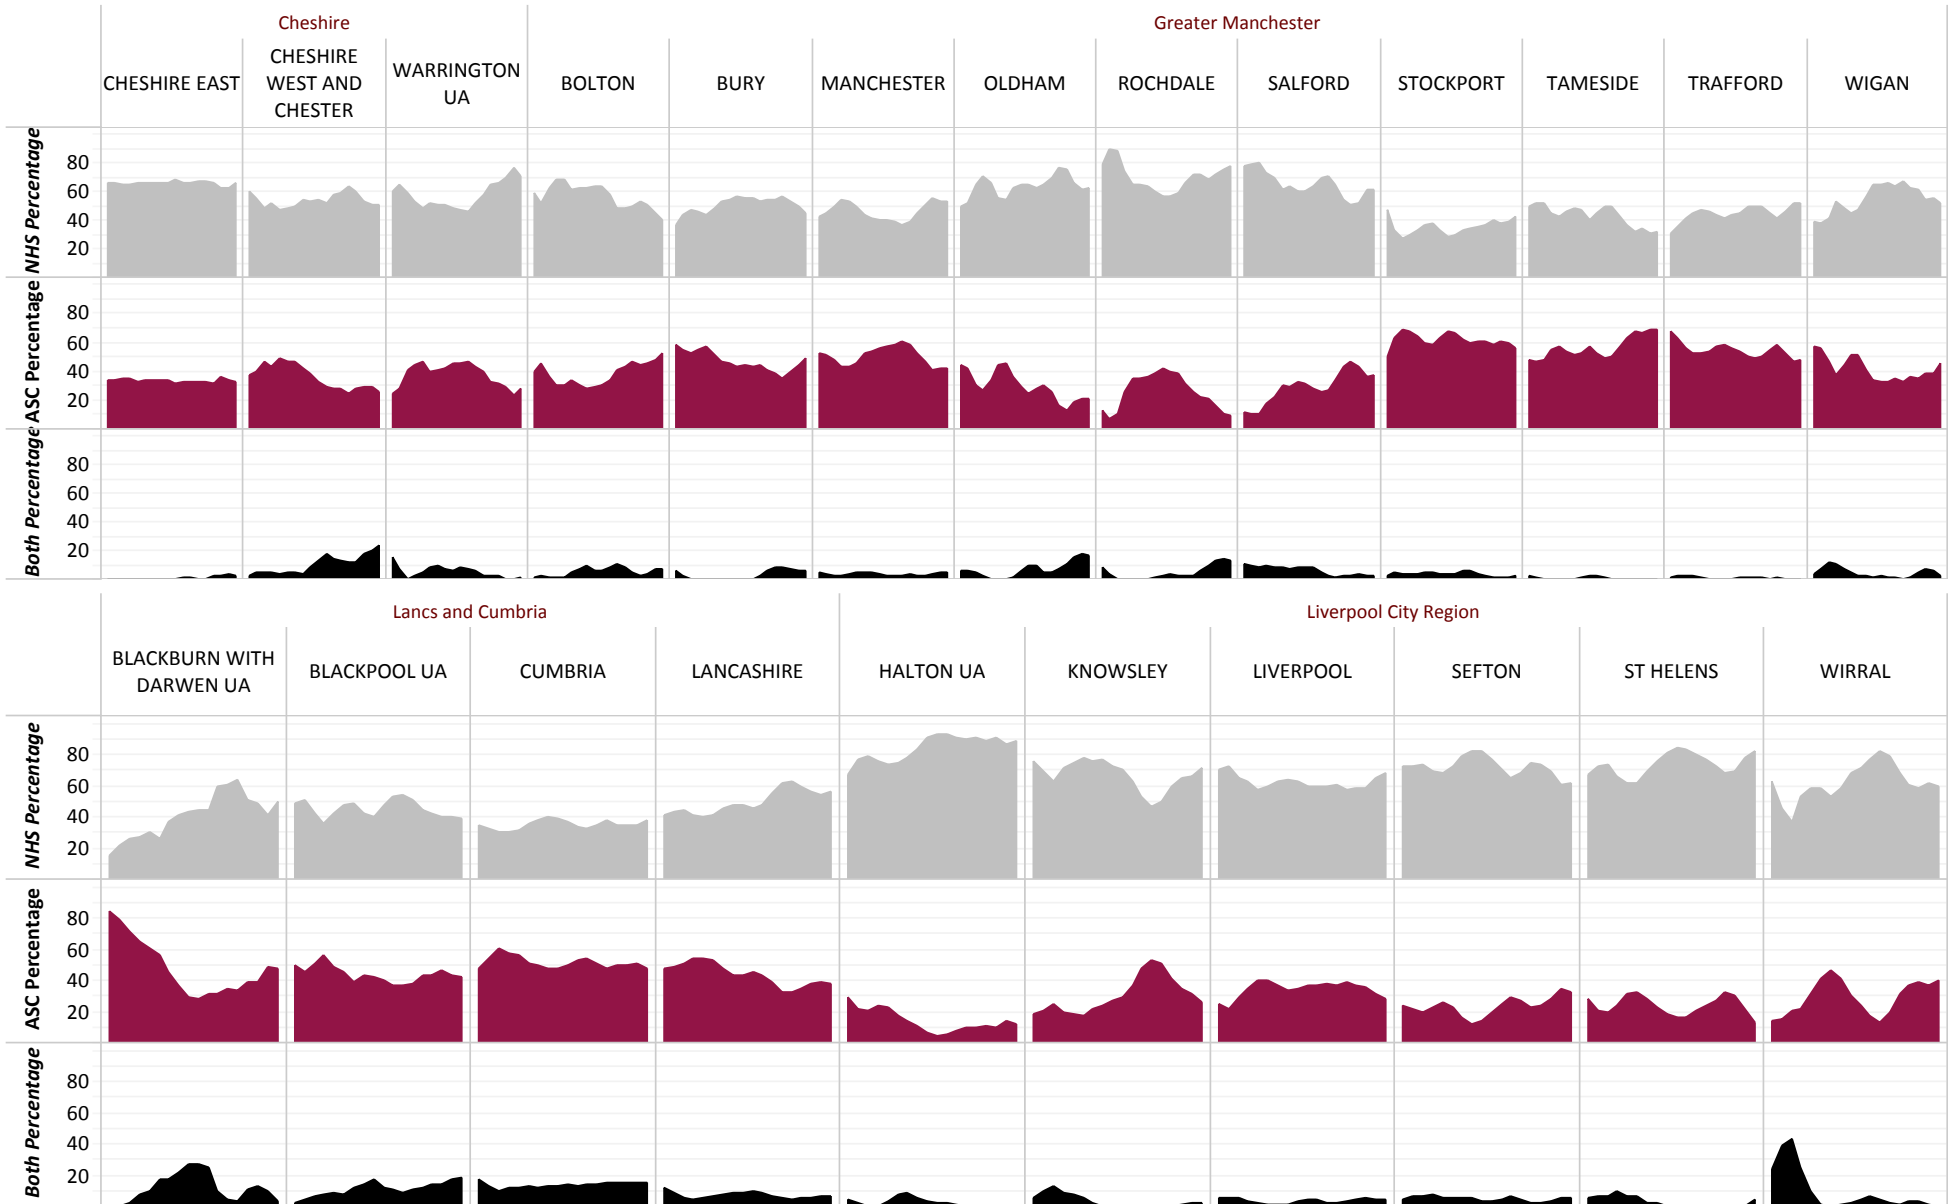 Cheshire
Greater Manchester
CHESHIRE EAST
CHESHIRE
WEST AND
CHESTER
WARRINGTON
UA
BOLTON
BURY
MANCHESTER
OLDHAM
ROCHDALE
SALFORD
STOCKPORT
TAMESIDE
TRAFFORD
WIGAN
NHS Percentage
80
60
40
20
ASC Percentage
80
60
40
20
Both Percentage
80
60
40
20
Lancs and Cumbria
Liverpool City Region
BLACKBURN WITH
DARWEN UA
BLACKPOOL UA
CUMBRIA
LANCASHIRE
HALTON UA
KNOWSLEY
LIVERPOOL
SEFTON
ST HELENS
WIRRAL
NHS Percentage
80
60
40
20
ASC Percentage
80
60
40
20
Both Percentage
80
60
40
20